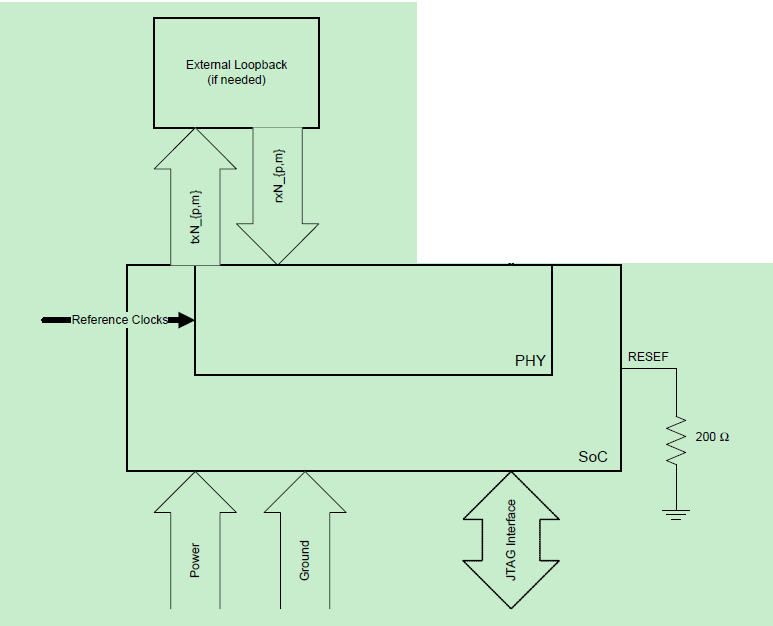 External Loopback
(if needed)
txN_{p,m}
rxN_{p,m}
Reference Clocks
PHY
RESEF
200 Ω
SoC
Power
Ground
JTAG Interface